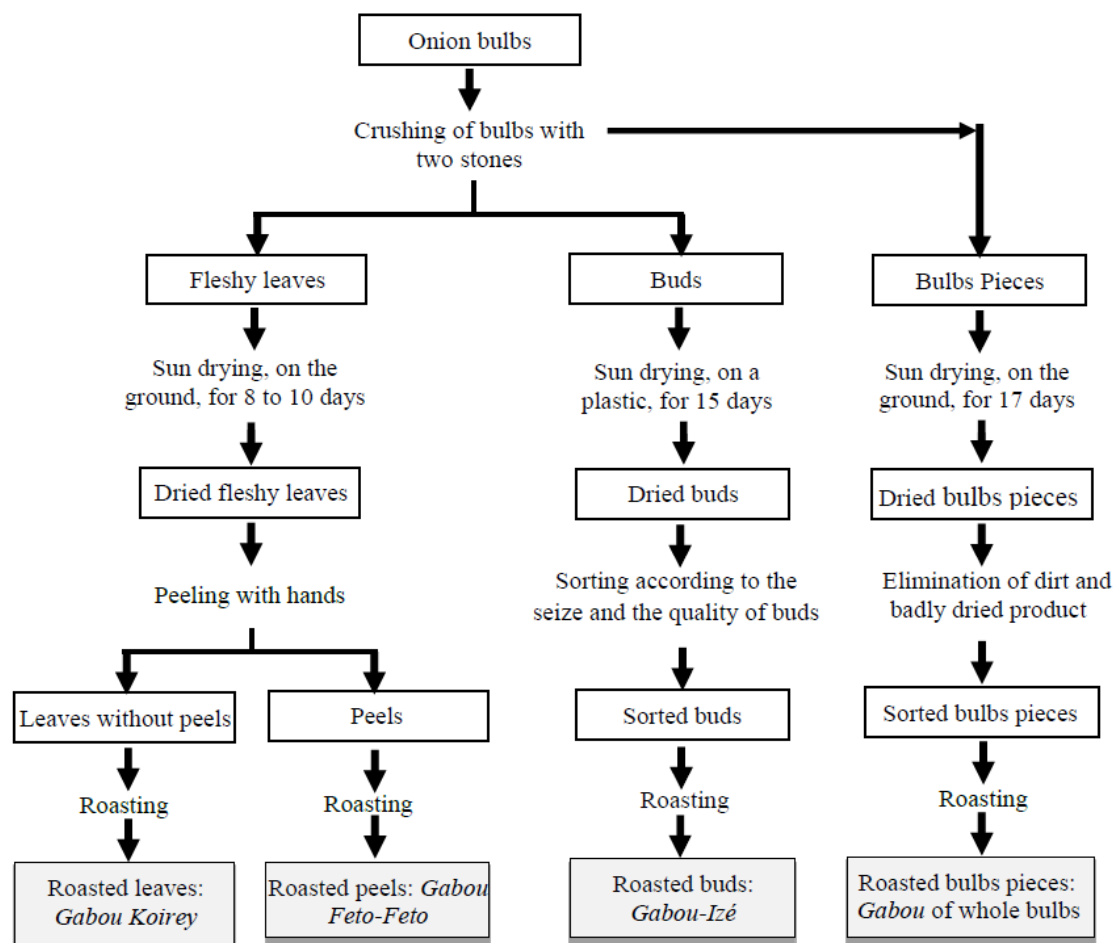 Onion bulbs
Crushing of bulbs with
two stones
Fleshy leaves
Buds
Bulbs Pieces
Sun drying, on the
ground, for 8 to 10 days
Sun drying, on a
plastic, for 15 days
Sun drying, on the
ground, for 17 days
Dried fleshy leaves
Dried buds
Dried bulbs pieces
Peeling with hands
Sorting according to the
seize and the quality of buds
Elimination of dirt and
badly dried product
Leaves without peels
Peels
Sorted buds
Sorted bulbs pieces
Roasting
Roasting
Roasting
Roasting
Roasted leaves:
Gabou Koirey
Roasted peels: Gabou
Feto-Feto
Roasted buds:
Gabou-Izé
Roasted bulbs pieces:
Gabou of whole bulbs